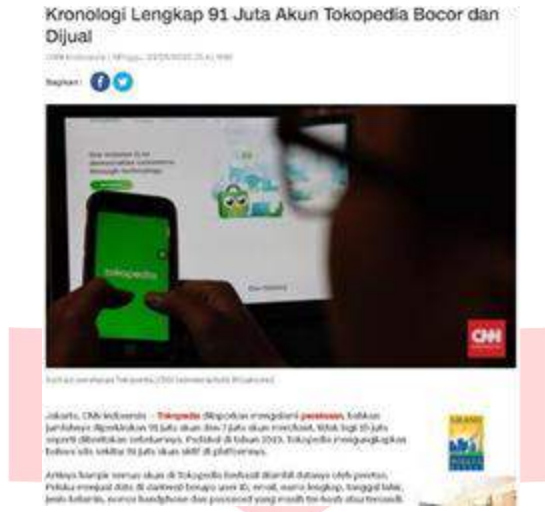 Kronologi Lengkap 91 Juta Akun Tokopedia Bocor dan
Dijual
CNN Indonesia | Minggu,
Bagikan :
tokopedia
CNN
Jakarta, CNN Indonesia -- Tokopedia dilaporkan mengalami peretasan, bahkan
jumlahnya diperkirakan 91 juta akun dan 7 juta akun merchant, tidak lagi 15 juta
seperti diberitakan sebelumnya. Padahal di tahun 2019, Tokopedia mengungkapkan
bahwa ada sekitar 91 juta akun aktif di platformnya.
Artinya hampir semua akun di Tokopedia berhasil diambil datanya oleh peretas.
Pelaku menjual data di darkweb berupa user ID, email, nama lengkap, tanggal lahir,
jenis kelamin, nomor handphone dan password yang masih ter-hash atau tersandi.